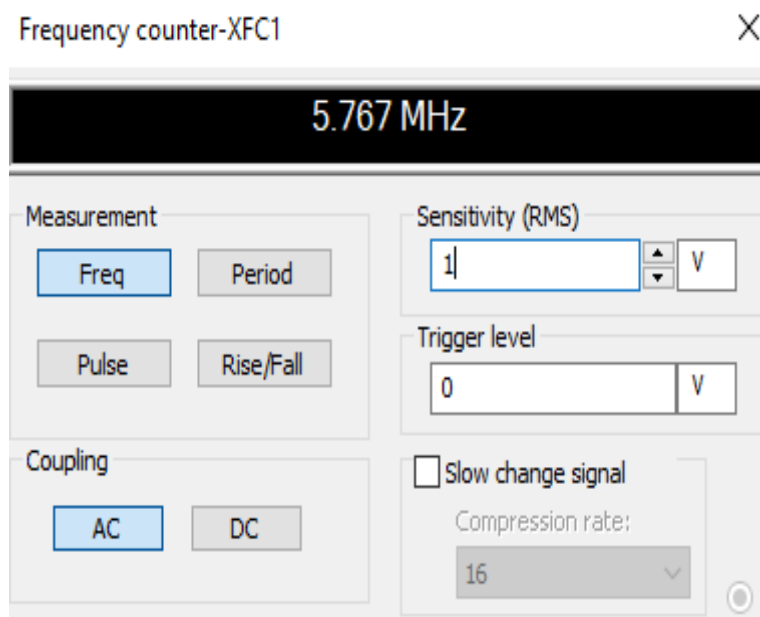 Frequency counter-XFC1
X
5.767 MHz
Measurement
Freq
Period
Pulse
Rise/Fall
Coupling
AC
DC
Sensitivity (RMS)
1
V
Trigger level
0
V
Slow change signal
Compression rate:
16